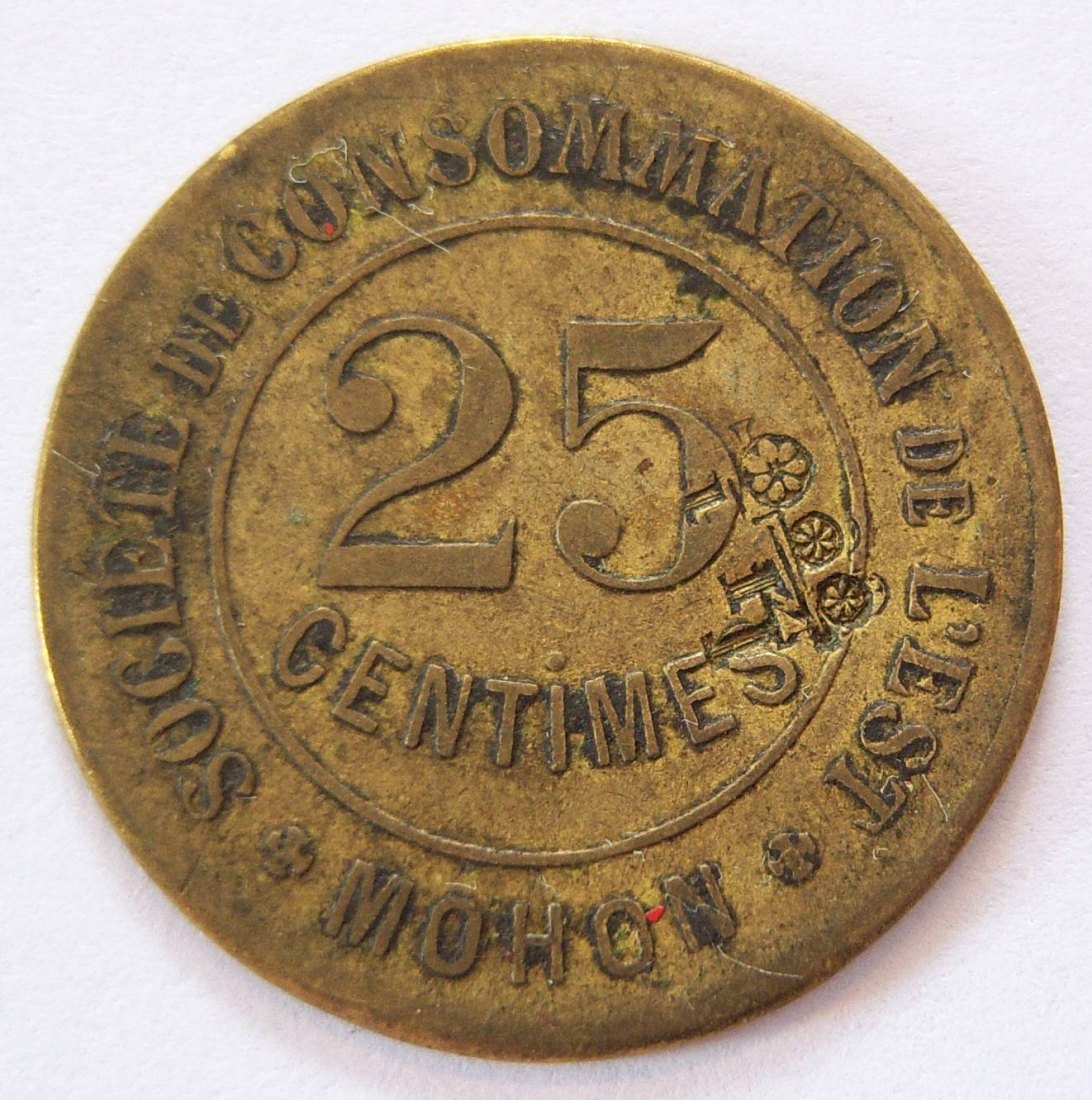 SOCIETE DE CONSOMMATION DE L'EST
25
CENTIMES
MOHON